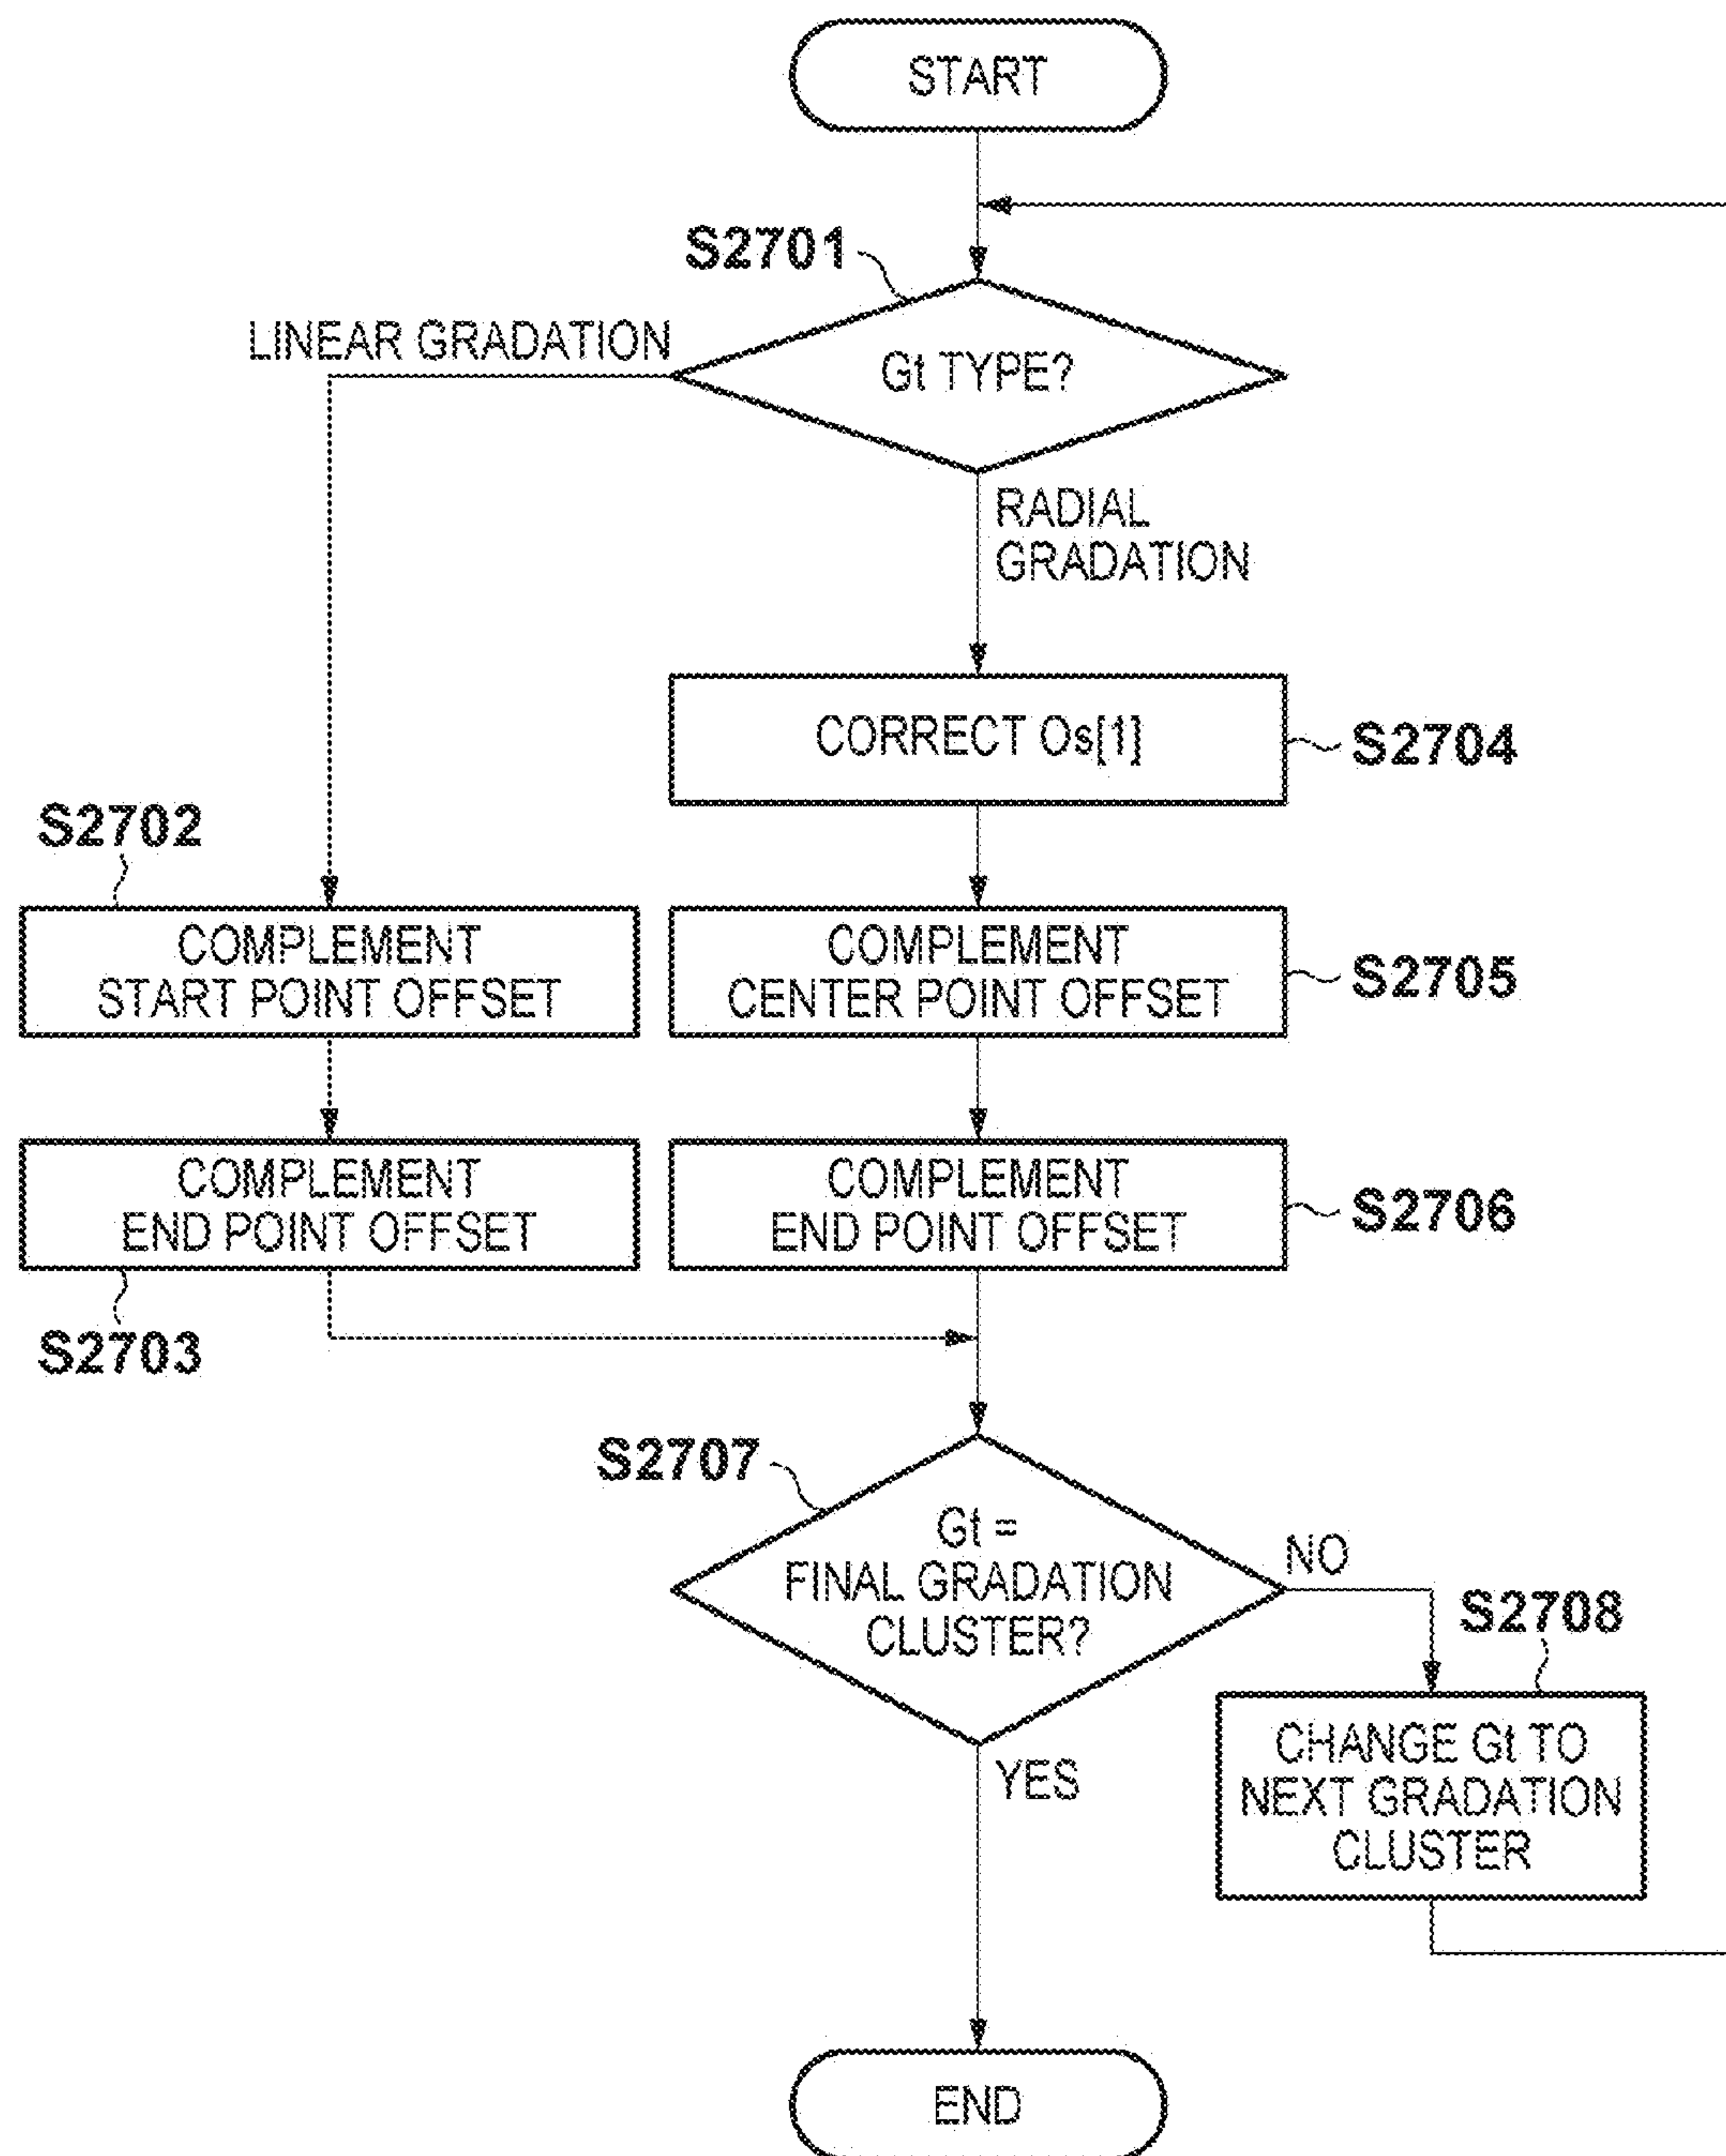 START
S2701
LINEAR GRADATION
Gt TYPE?
RADIAL
GRADATION
CORRECT Os[1]
S2704
S2702
COMPLEMENT
START POINT OFFSET
COMPLEMENT
CENTER POINT OFFSET
S2705
COMPLEMENT
END POINT OFFSET
COMPLEMENT
END POINT OFFSET
S2706
S2703
S2707
Gt =
FINAL GRADATION
CLUSTER?
NO
S2708
YES
CHANGE Gt TO
NEXT GRADATION
CLUSTER
END